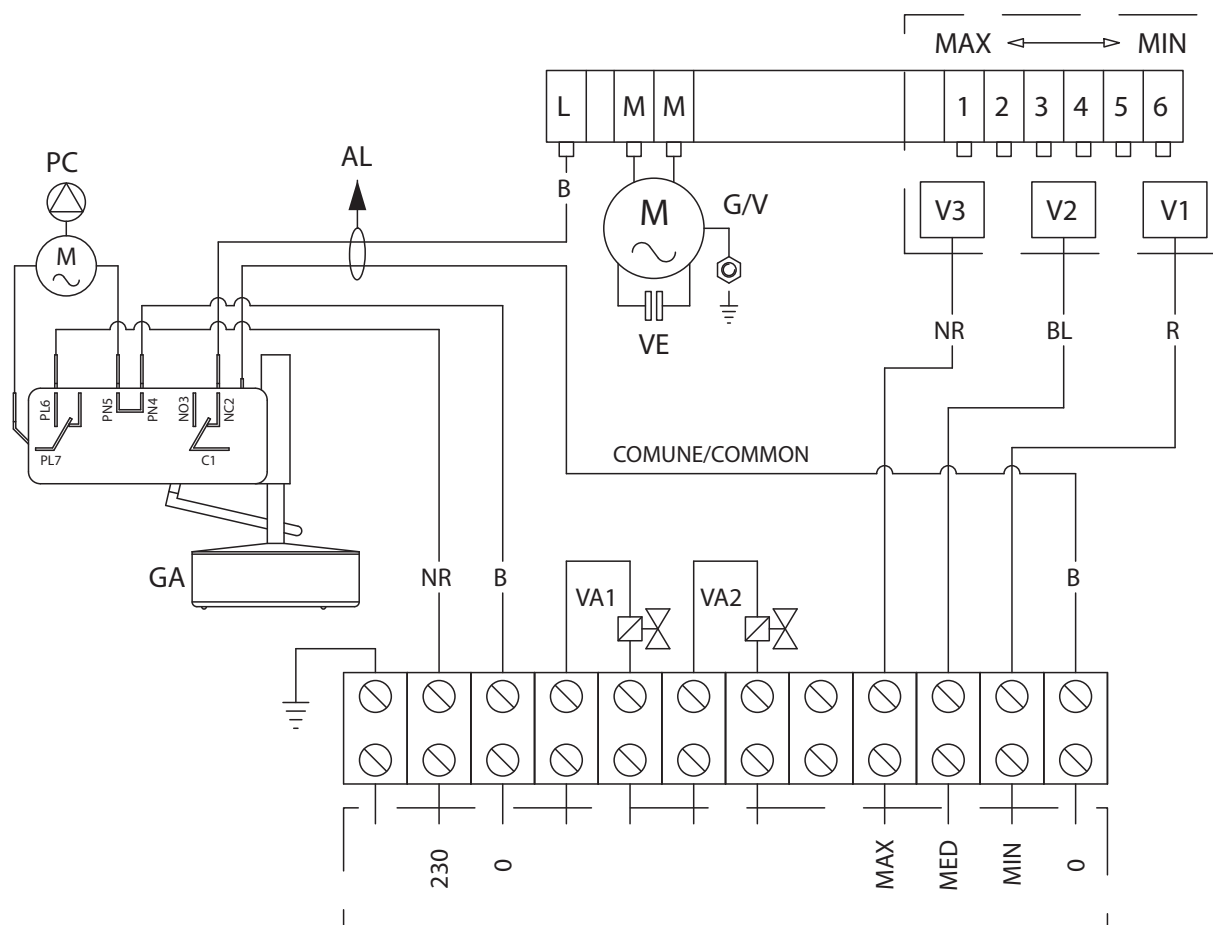 MAX MIN
L M M 1 2 3 4 5 6
PC
AL
B
M
G/V
V3 V2 V1
M
VE
NR BL R
PL6 PN5 PN4 NO3 NC2
PL7 C1
COMUNE/COMMON
GA
NR B
VA1 VA2
B
230 0 MAX MED MIN 0